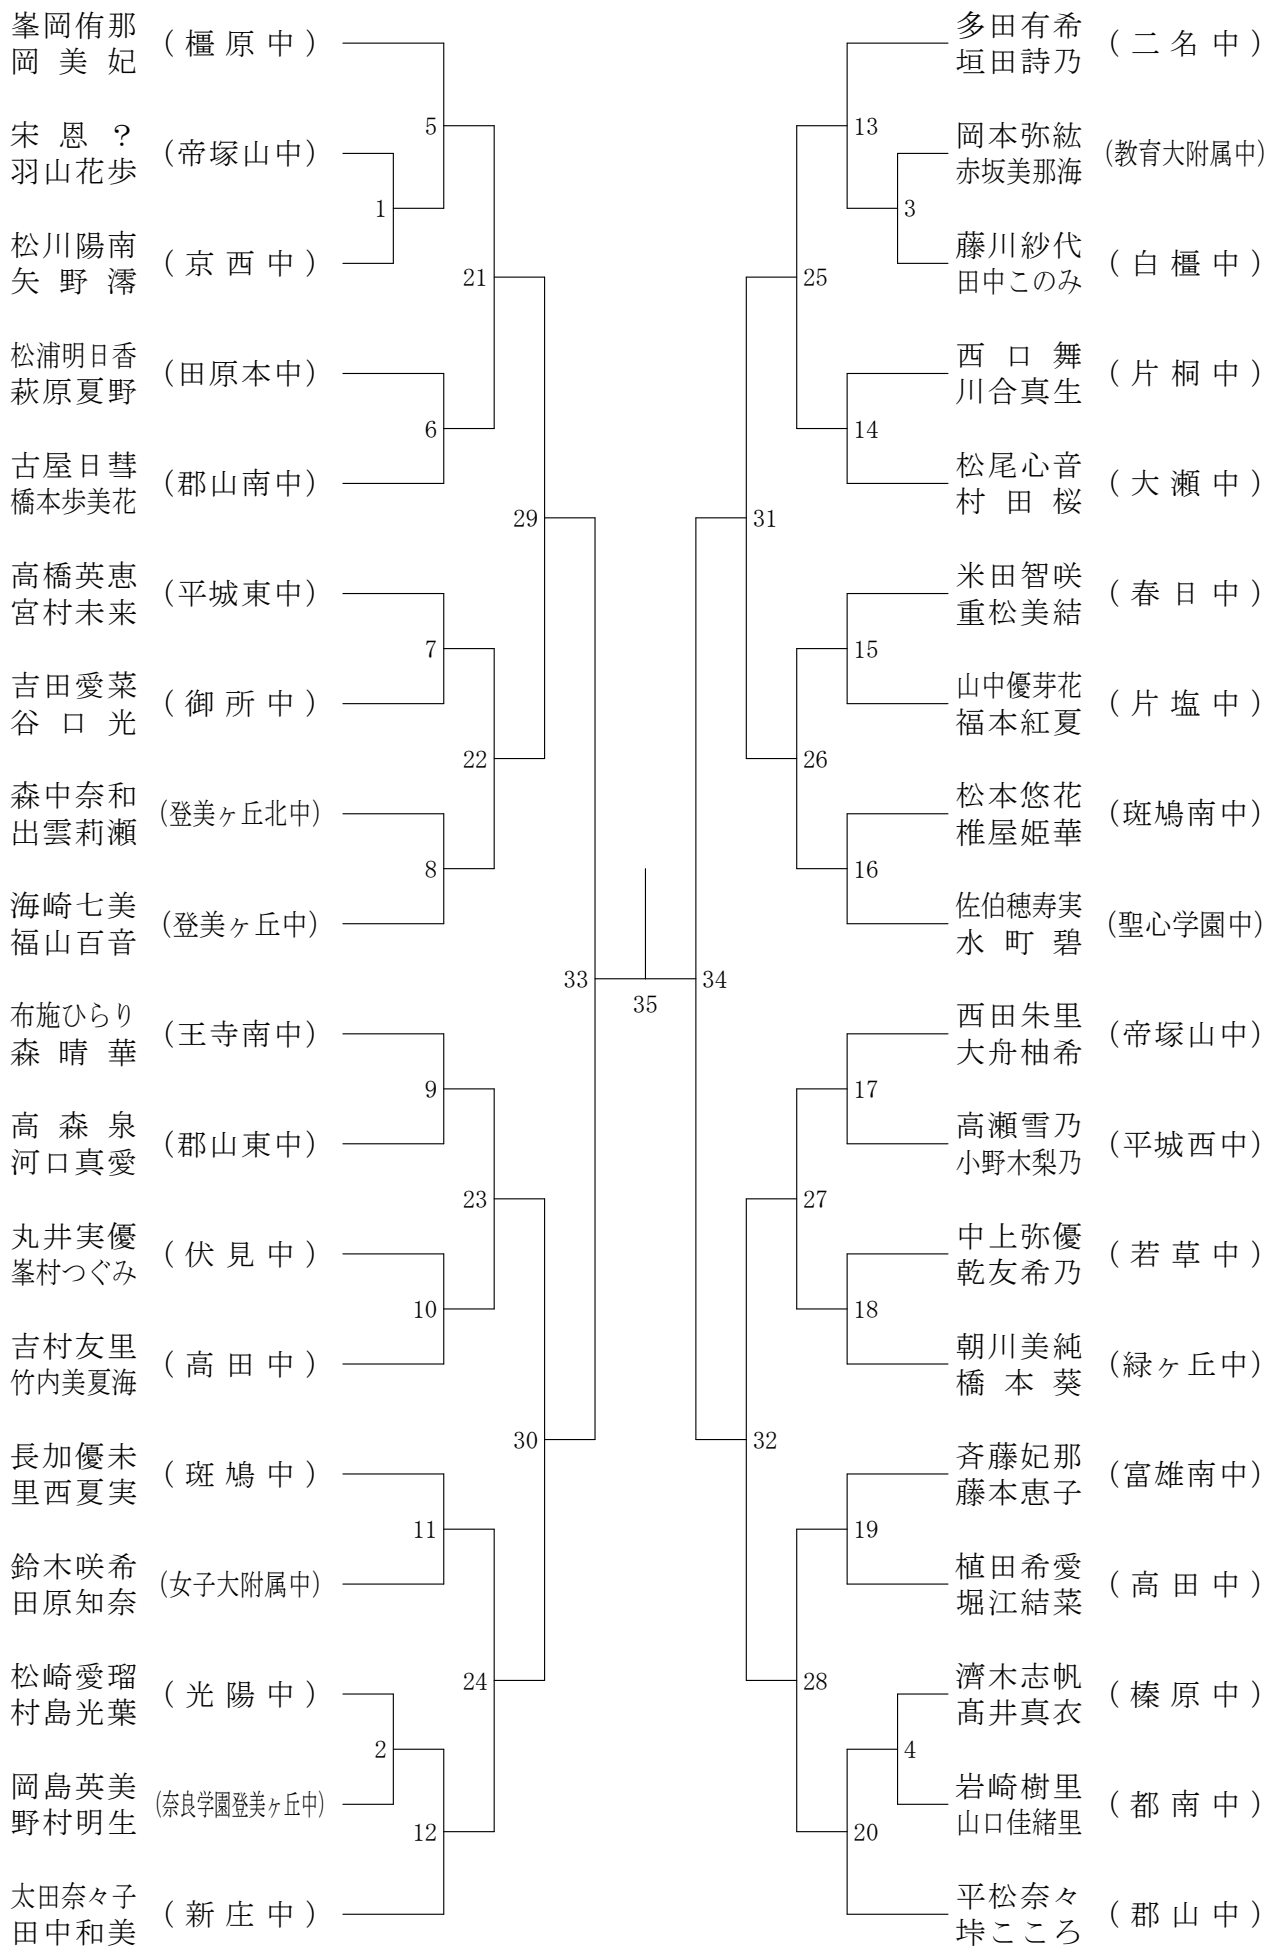 峯岡侑那
岡美妃
(橿原中)
宋恩？
羽山花歩
(帝塚山中)
松川陽南
矢野澪
(京西中)
松浦明日香
萩原夏野
(田原本中)
古屋日彗
橋本歩美花
(郡山南中)
高橋英恵
宮村未来
(平城東中)
吉田愛菜
谷口光
(御所中)
森中奈和
出雲莉瀬
(登美ヶ丘北中)
海崎七美
福山百音
(登美ヶ丘中)
布施ひらり
森晴華
(王寺南中)
高森泉
河口真愛
(郡山東中)
丸井実優
峯村つぐみ
(伏見中)
吉村友里
竹内美夏海
(高田中)
長加優未
里西夏実
(斑鳩中)
鈴木咲希
田原知奈
(女子大附属中)
松崎愛瑠
村島光葉
(光陽中)
岡島英美
野村明生
(奈良学園登美ヶ丘中)
太田奈々子
田中和美
(新庄中)
5
1
21
6
29
7
22
8
33
9
23
10
30
11
24
2
12
35
13
3
25
14
31
15
26
16
34
17
27
18
32
19
28
4
20
多田有希
垣田詩乃
(二名中)
岡本弥紘
赤坂美那海
(教育大附属中)
藤川紗代
田中このみ
(白橿中)
西口舞
川合真生
(片桐中)
松尾心音
村田桜
(大瀬中)
米田智咲
重松美結
(春日中)
山中優芽花
福本紅夏
(片塩中)
松本悠花
椎屋姫華
(斑鳩南中)
佐伯穂寿実
水町碧
(聖心学園中)
西田朱里
大舟柚希
(帝塚山中)
高瀬雪乃
小野木梨乃
(平城西中)
中上弥優
乾友希乃
(若草中)
朝川美純
橋本葵
(緑ヶ丘中)
斉藤妃那
藤本恵子
(富雄南中)
植田希愛
堀江結菜
(高田中)
濟木志帆
髙井真衣
(榛原中)
岩崎樹里
山口佳緒里
(都南中)
平松奈々
垰こころ
(郡山中)